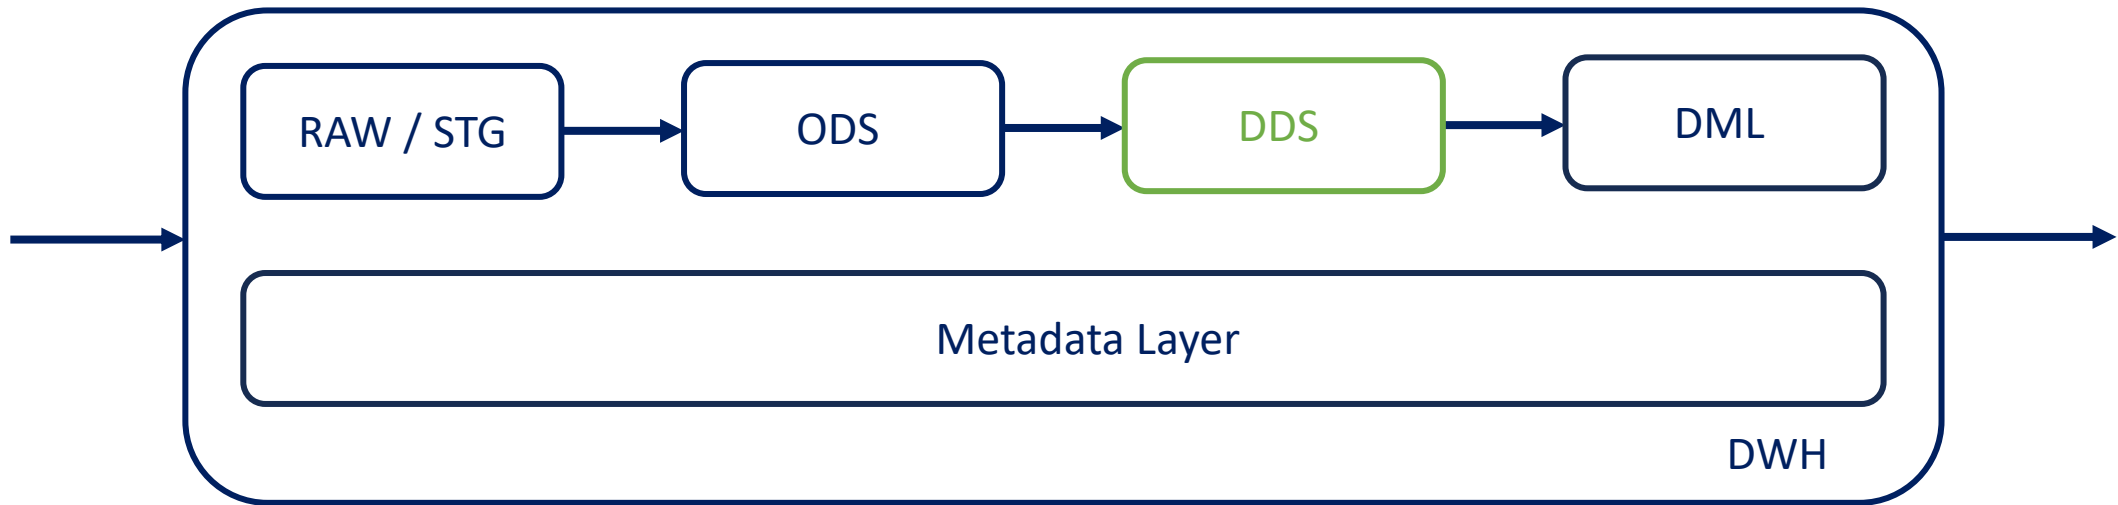 RAW / STG
ODS
DDS
DML
Metadata Layer
DWH